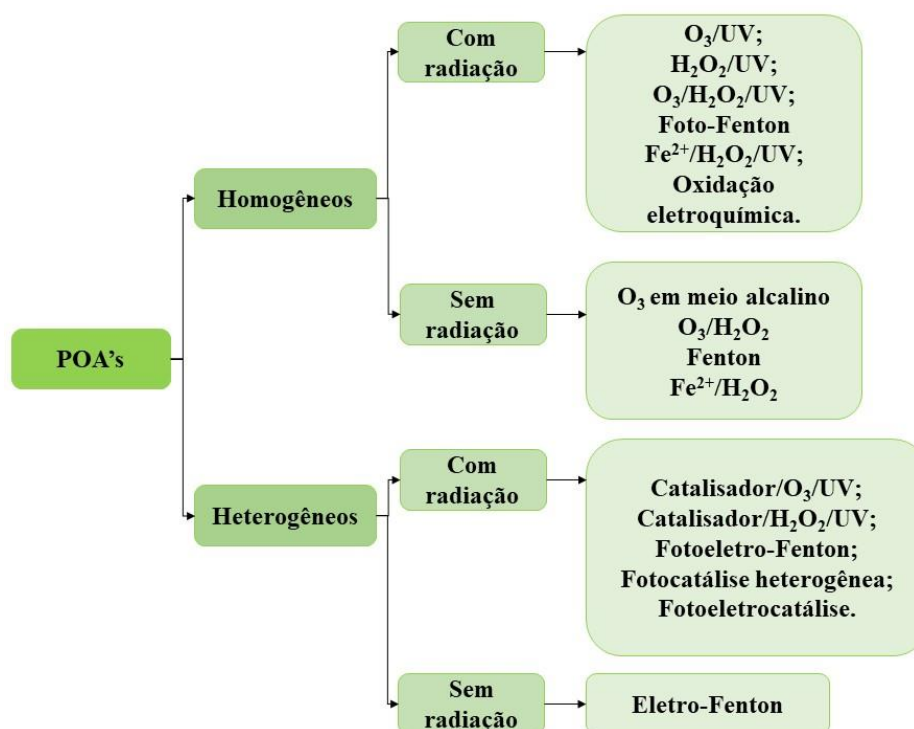 POA’s
Homogêneos
Com
radiação
O₃/UV;
H₂O₂/UV;
O₃/H₂O₂/UV;
Foto-Fenton
Fe²⁺/H₂O₂/UV;
Oxidação
eletroquímica.
Sem
radiação
O₃ em meio alcalino
O₃/H₂O₂
Fenton
Fe²⁺/H₂O₂
Heterogêneos
Com
radiação
Catalisador/O₃/UV;
Catalisador/H₂O₂/UV;
Fotoeletro-Fenton;
Fotocatálise heterogênea;
Fotoeletrocatálise.
Sem
radiação
Eletro-Fenton